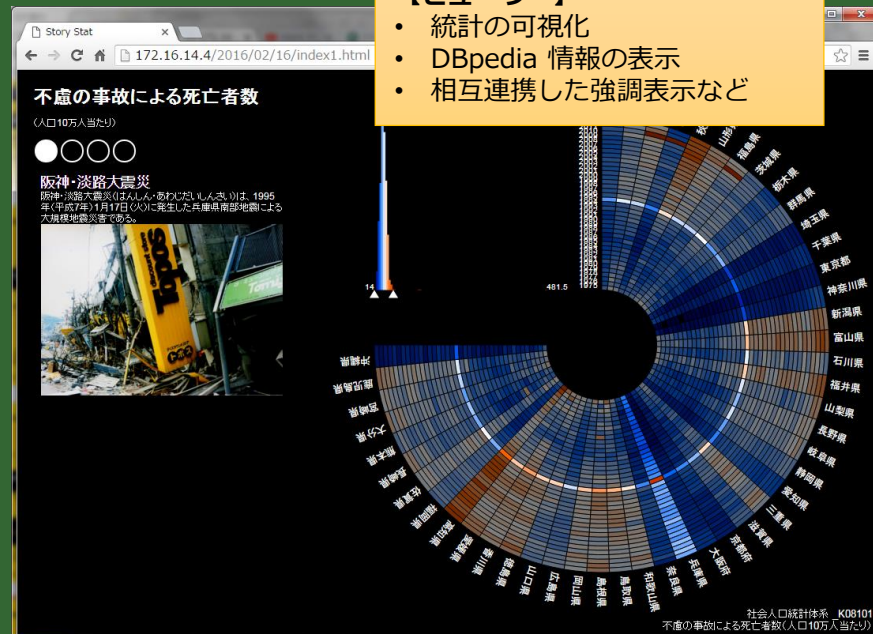 【ビューワー】
• 統計の可視化
• DBpedia 情報の表示
• 相互連携した強調表示など
Story Stat
172.16.14.4/2016/02/16/index1.html
不慮の事故による死亡者数
(人口10万人当たり)
阪神・淡路大震災
阪神・淡路大震災(はんしん・あわじだいしんさい)は、1995
年(平成7年)1月17日(火)に発生した兵庫県南部地震による
大規模地震災害である。
Topos
14
481.5
山形県
福島県
茨城県
栃木県
群馬県
埼玉県
千葉県
東京都
神奈川県
新潟県
富山県
石川県
福井県
山梨県
長野県
岐阜県
静岡県
愛知県
三重県
滋賀県
京都府
大阪府
兵庫県
奈良県
和歌山県
鳥取県
島根県
岡山県
広島県
山口県
徳島県
香川県
愛媛県
高知県
福岡県
佐賀県
長崎県
熊本県
大分県
宮崎県
鹿児島県
沖縄県
社会人口統計体系_K08101
不慮の事故による死亡者数(人口10万人当たり)